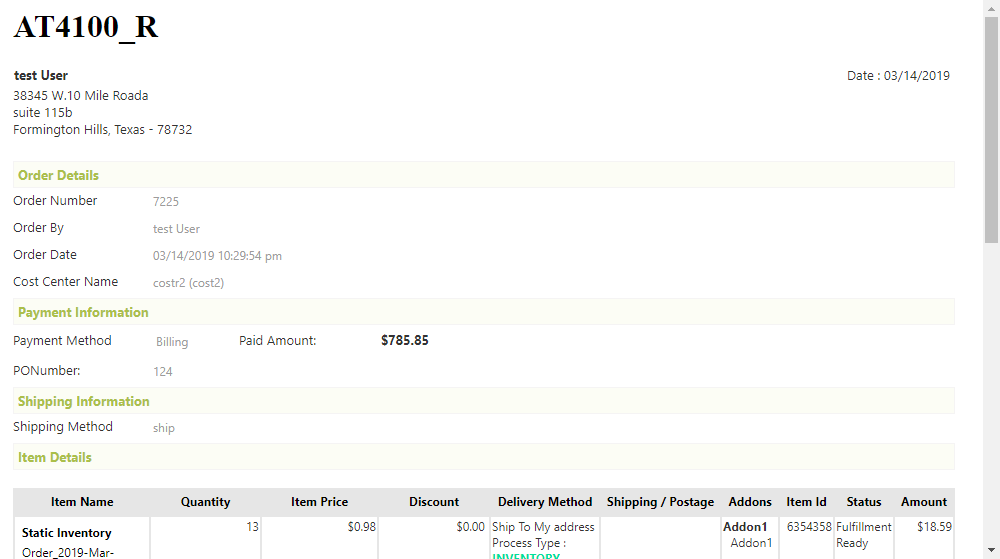 AT4100_R
test User
Date : 03/14/2019
38345 W.10 Mile Roada
suite 115b
Formington Hills, Texas - 78732
Order Details
Order Number 7225
Order By test User
Order Date 03/14/2019 10:29:54 pm
Cost Center Name costr2 (cost2)
Payment Information
Payment Method Billing Paid Amount: $785.85
PONumber: 124
Shipping Information
Shipping Method ship
Item Details
Item Name Quantity Item Price Discount Delivery Method Shipping / Postage Addons Item Id Status Amount
Static Inventory 13 $0.98 $0.00 Ship To My address Addon1 6354358 Fulfillment $18.59
Order_2019-Mar- Process Type : Addon1 Ready
INVENTORY